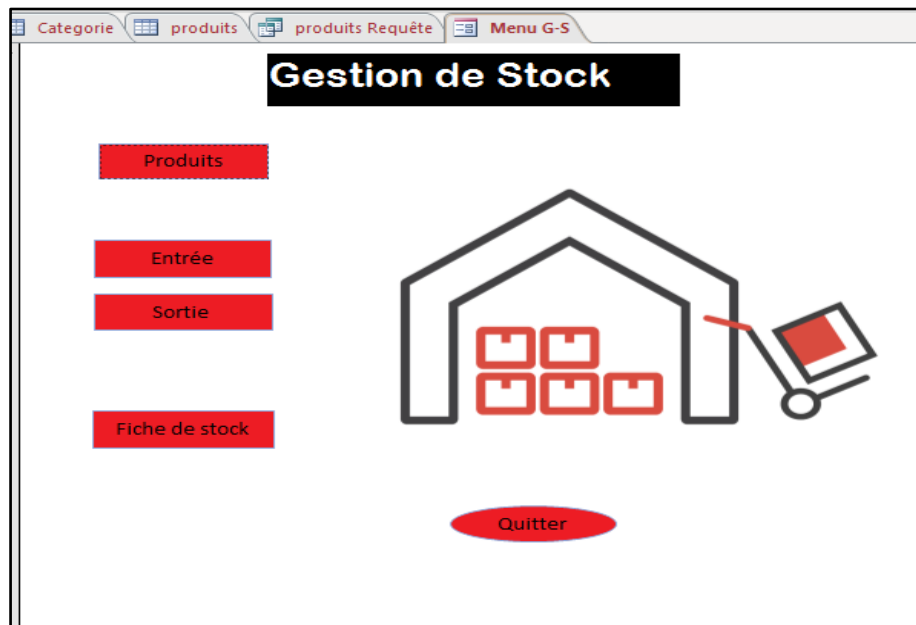 Categorie produits produits Requête Menu G-S
Gestion de Stock
Produits
Entrée
Sortie
Fiche de stock
Quitter